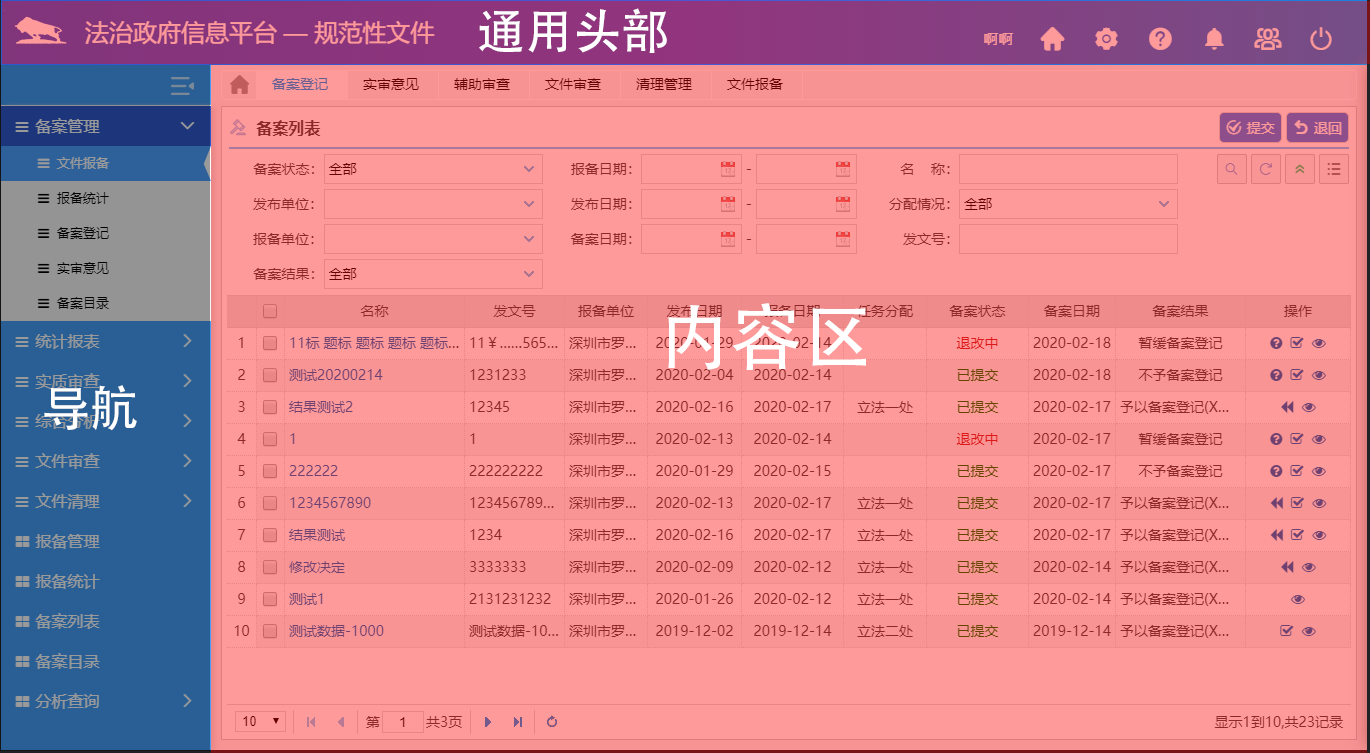 法治政府信息平台 — 规范性文件 通用头部 啊啊
备案登记 实审意见 辅助审查 文件审查 清理管理 文件报备
备案管理
文件报备
报备统计
备案登记
实审意见
备案目录
统计报表
实质审查
导航
综合分析
文件审查
文件清理
报备管理
报备统计
备案列表
备案目录
分析查询
备案列表 提交 退回
备案状态: 全部 报备日期: - 名 称:
发布单位: 发布日期: - 分配情况: 全部
报备单位: 备案日期: - 发文号:
备案结果: 全部
内容区
名称 发文号 报备单位 发布日期 报备日期 任务分配 备案状态 备案日期 备案结果 操作
1 11标 题标 题标 题标 题标... 11￥......565... 深圳市罗... 2020-01-29 2020-02-14 退改中 2020-02-18 暂缓备案登记
2 测试20200214 1231233 深圳市罗... 2020-02-04 2020-02-14 已提交 2020-02-18 不予备案登记
3 结果测试2 12345 深圳市罗... 2020-02-16 2020-02-17 立法一处 已提交 2020-02-17 予以备案登记(X...
4 1 1 深圳市罗... 2020-02-13 2020-02-14 退改中 2020-02-17 暂缓备案登记
5 222222 222222222 深圳市罗... 2020-01-29 2020-02-15 已提交 2020-02-17 不予备案登记
6 1234567890 123456789... 深圳市罗... 2020-02-13 2020-02-17 立法一处 已提交 2020-02-17 予以备案登记(X...
7 结果测试 1234 深圳市罗... 2020-02-16 2020-02-17 立法一处 已提交 2020-02-17 予以备案登记(X...
8 修改决定 3333333 深圳市罗... 2020-02-09 2020-02-12 立法一处 已提交 2020-02-14 予以备案登记(X...
9 测试1 2131231232 深圳市罗... 2020-01-26 2020-02-12 立法一处 已提交 2020-02-14 予以备案登记(X...
10 测试数据-1000 测试数据-10... 深圳市罗... 2019-12-02 2019-12-14 立法二处 已提交 2019-12-14 予以备案登记(X...
10 第 1 共3页 显示1到10,共23记录